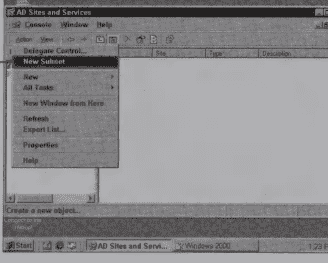 AD Sites and Services
Console Window Help
Action View
Site Type Description
Delegate Control...
New Subnet
New
All Tasks
New Window from Here
Refresh
Export List...
Properties
Help
Create a new object...
Start AD Sites and Servi... Windows 2000 1:23 P